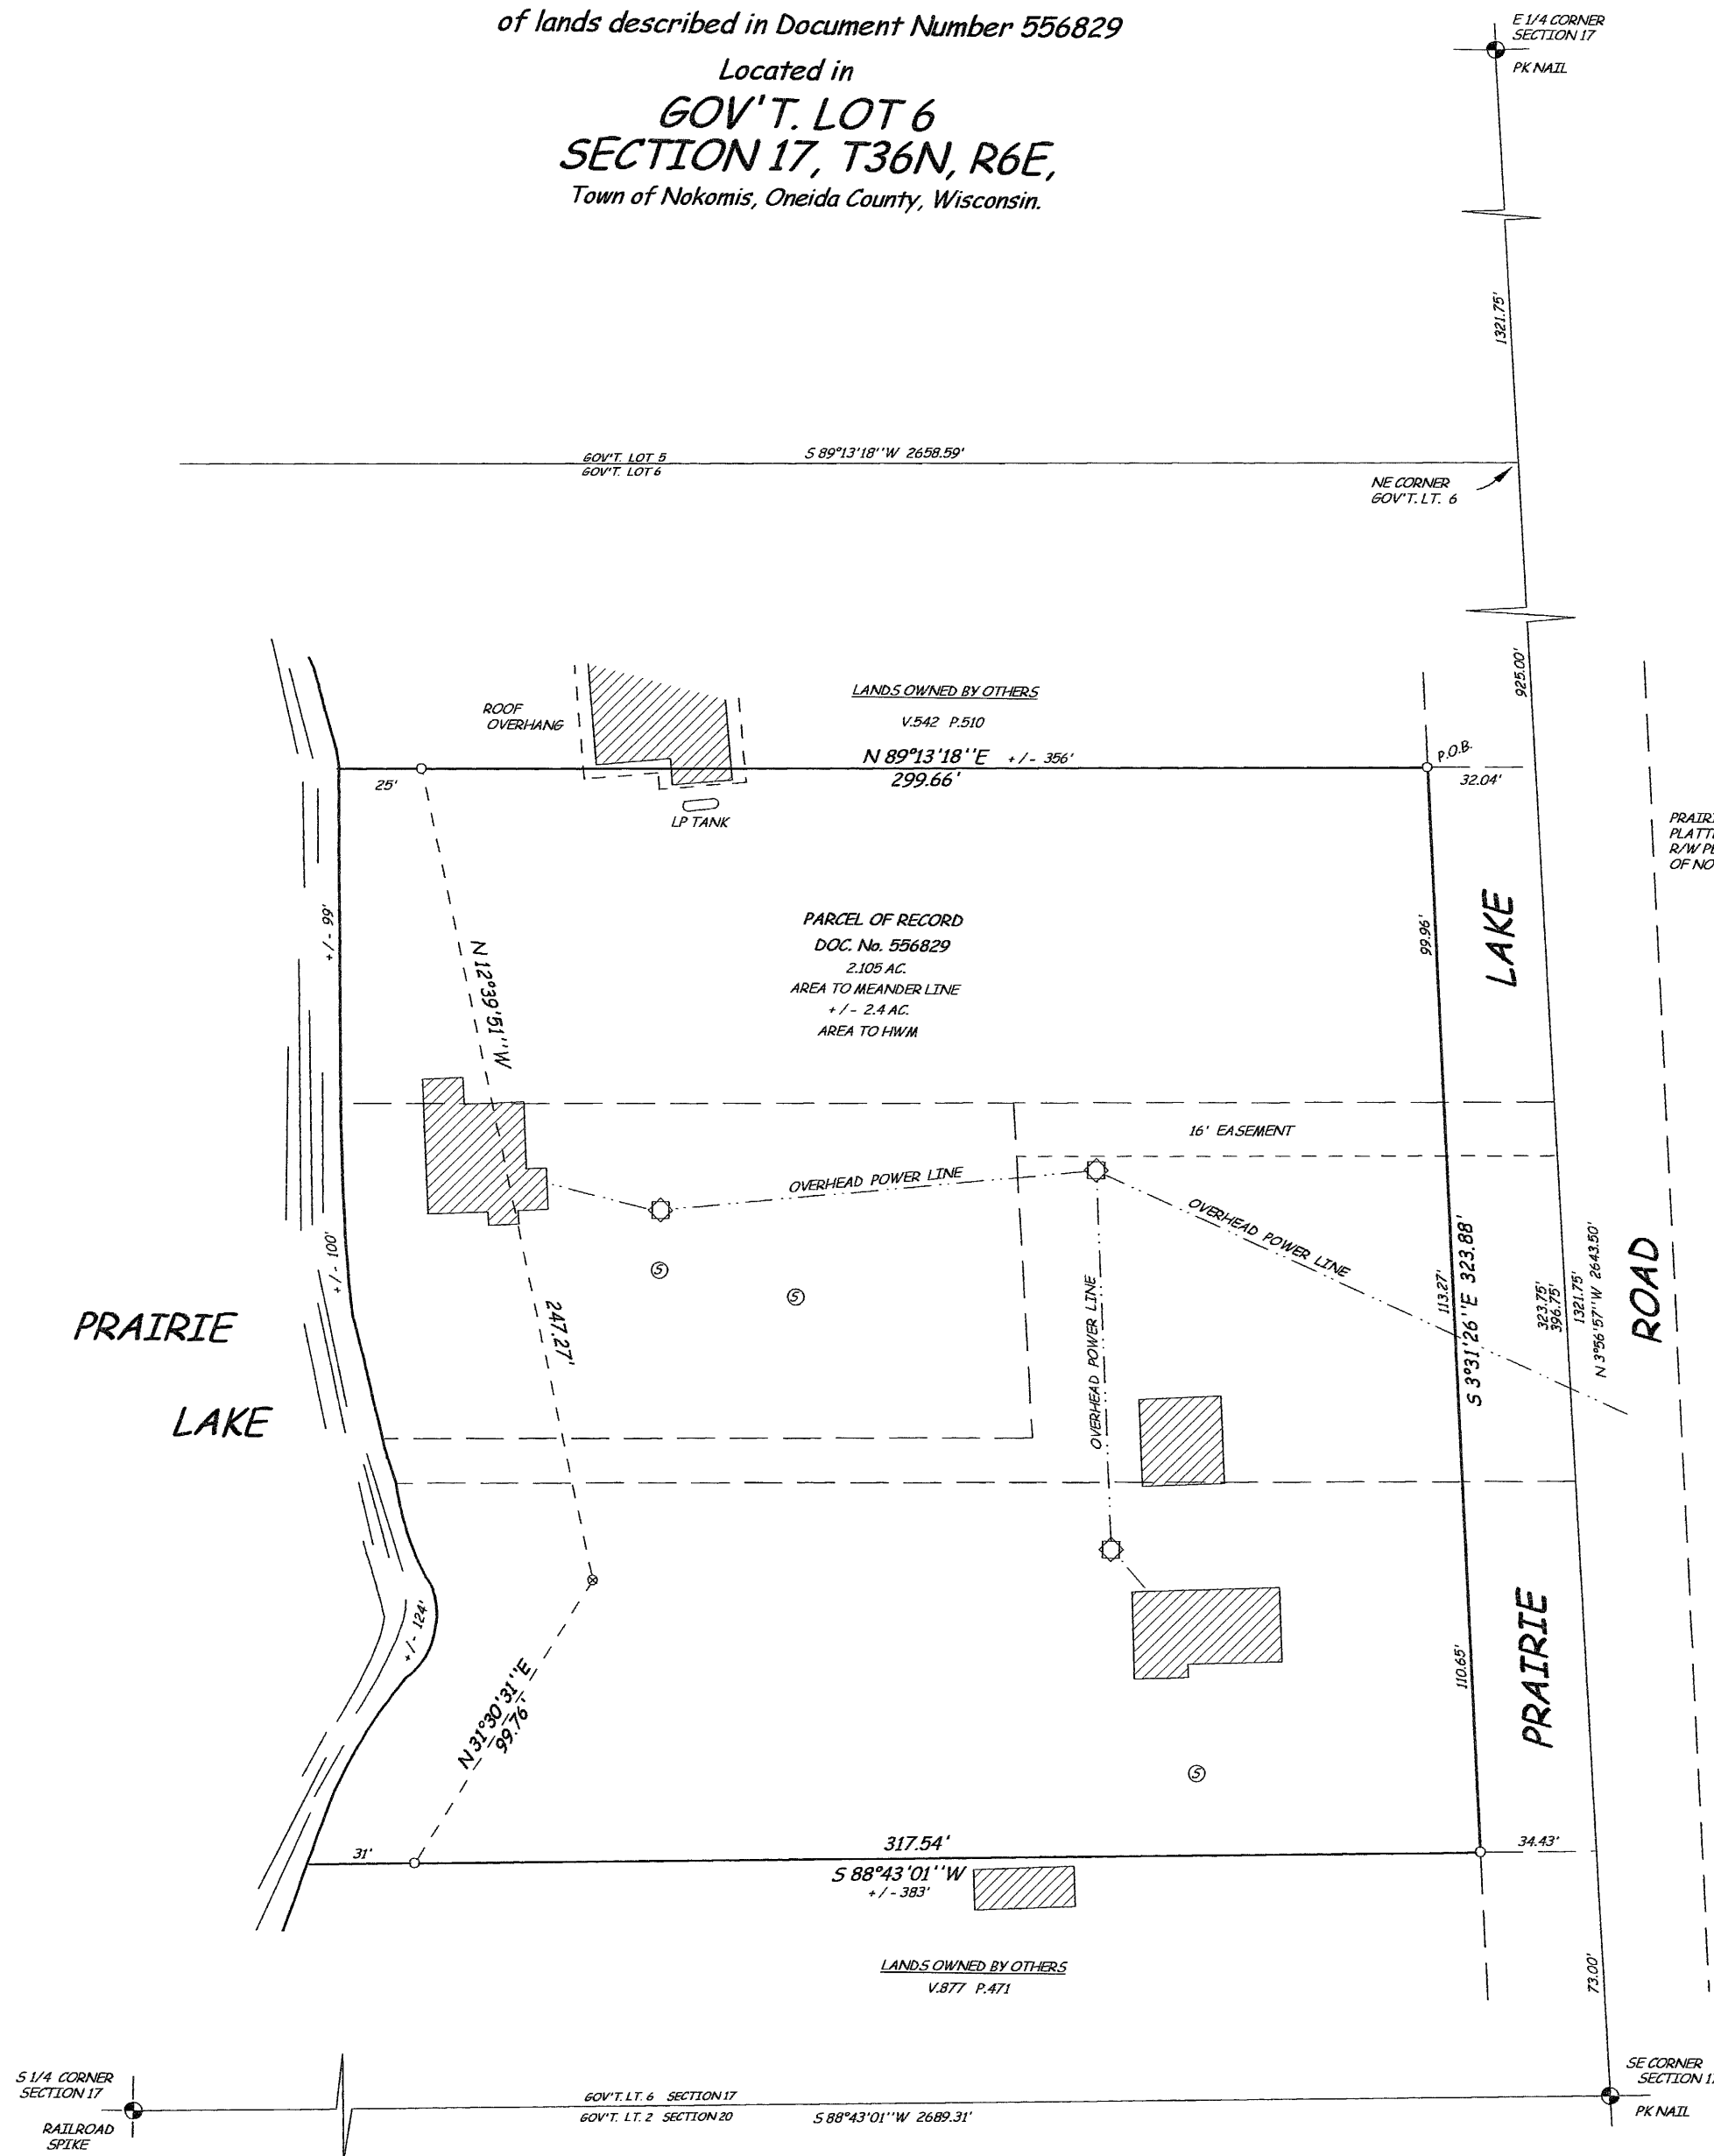 of lands described in Document Number 556829
Located in
GOV'T. LOT 6
SECTION 17, T36N, R6E,
Town of Nokomis, Oneida County, Wisconsin.
E 1/4 CORNER
SECTION 17
PK NAIL
1321.75'
GOV'T. LOT 5
GOV'T. LOT 6
S 89°13'18''W 2658.59'
NE CORNER
GOV'T. LT. 6
925.00'
ROOF
OVERHANG
LANDS OWNED BY OTHERS
V.542 P.510
N 89°13'18''E +/- 356'
299.66'
25'
LP TANK
P.O.B.
32.04'
+/- 99'
N 12°39'51''W
PARCEL OF RECORD
DOC. No. 556829
2.105 AC.
AREA TO MEANDER LINE
+/- 2.4 AC.
AREA TO HWM
99.96'
LAKE
R/W
16' EASEMENT
OVERHEAD POWER LINE
OVERHEAD POWER LINE
OVERHEAD POWER LINE
+/- 100'
S
S
247.27'
PRAIRIE
LAKE
113.27'
S 3°31'26''E 323.88'
323.75'
396.75'
1321.75'
N 3°56'57''W 2643.50'
ROAD
+/- 124'
N 31°30'31''E
99.76'
110.65'
PRAIRIE
S
31'
317.54'
S 88°43'01''W
+/- 383'
34.43'
LANDS OWNED BY OTHERS
V.877 P.471
73.00'
S 1/4 CORNER
SECTION 17
RAILROAD
SPIKE
GOV'T. LT. 6 SECTION 17
GOV'T. LT. 2 SECTION 20
S 88°43'01''W 2689.31'
SE CORNER
SECTION 17
PK NAIL